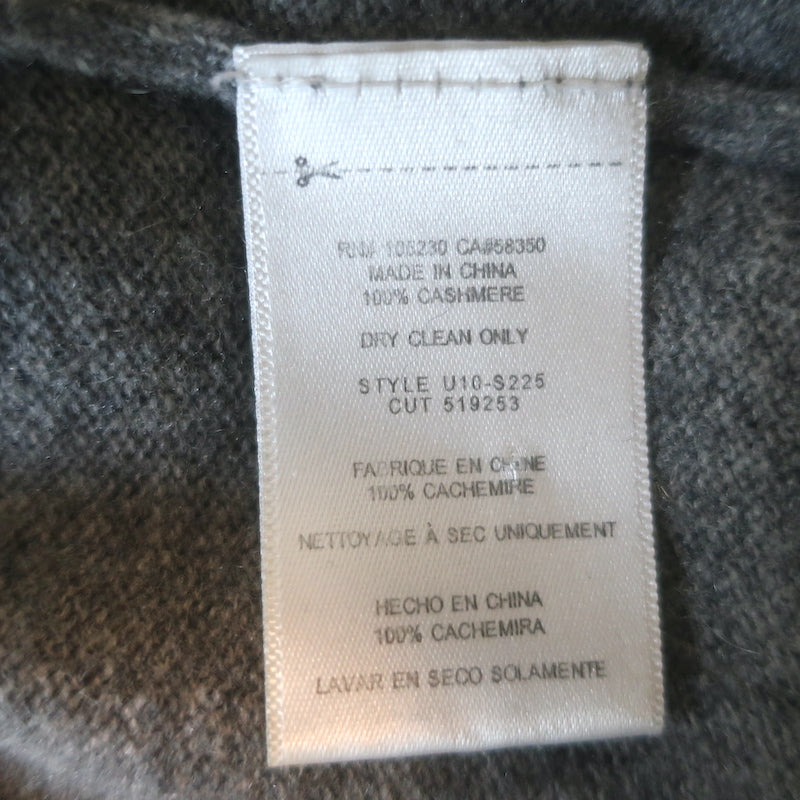 RN# 106230 CA#58350
MADE IN CHINA
100% CASHMERE
DRY CLEAN ONLY
STYLE U10-S225
CUT 519253
FABRIQUE EN CHINE
100% CACHEMIRE
NETTOYAGE À SEC UNIQUEMENT
HECHO EN CHINA
100% CACHEMIRA
LAVAR EN SECO SOLAMENTE